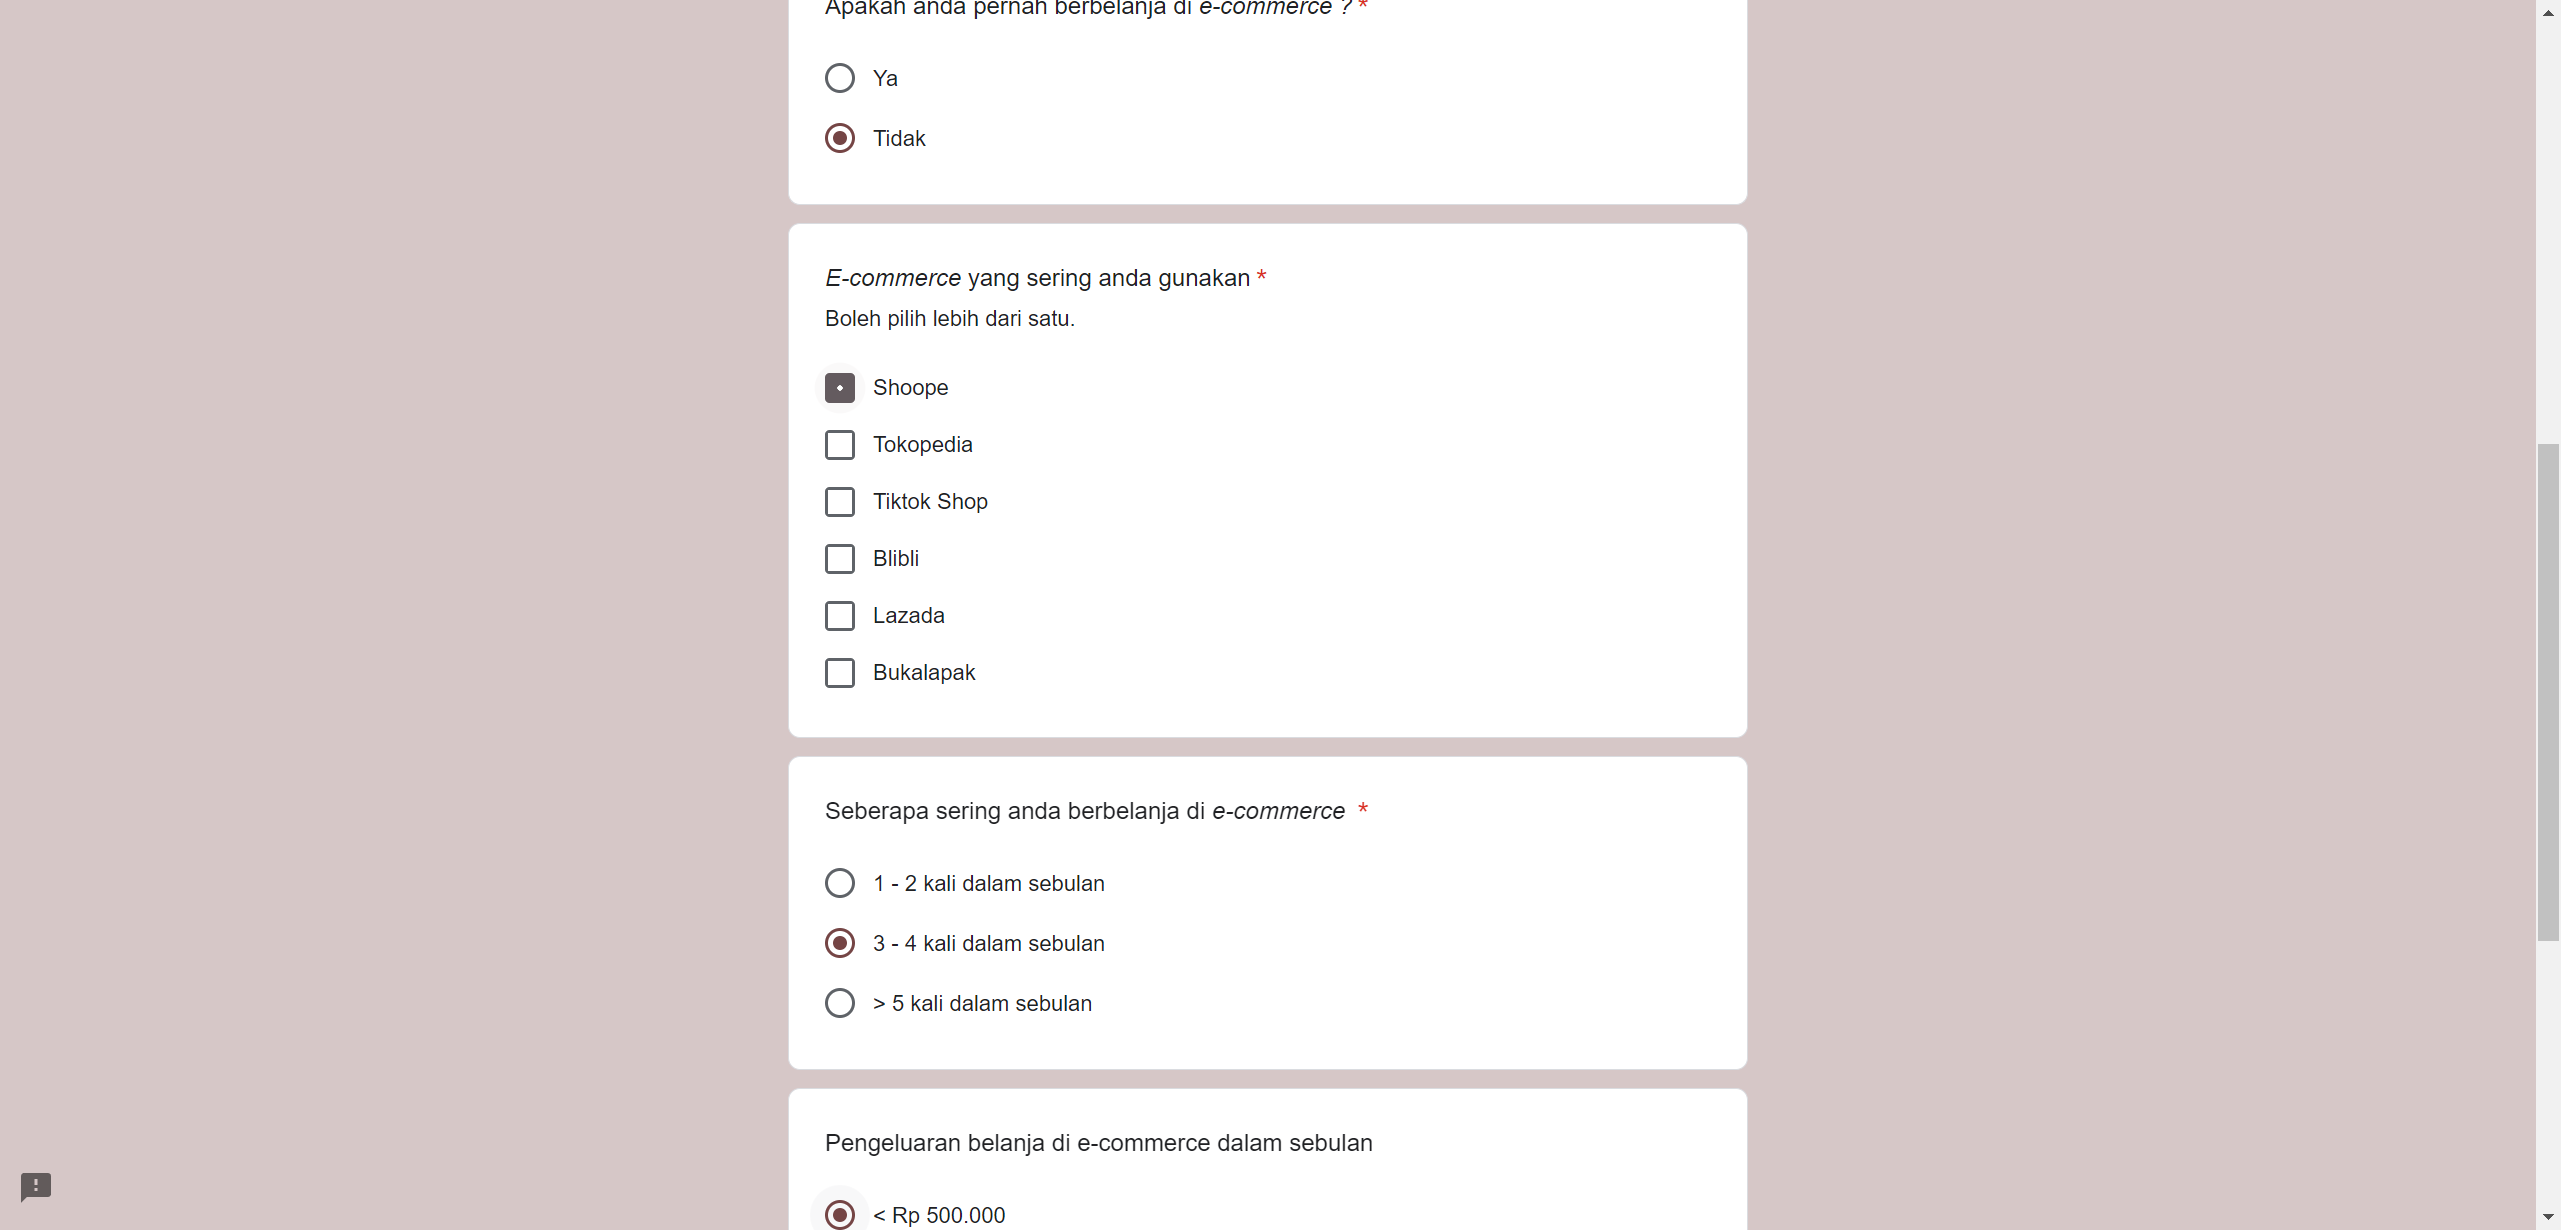 Apakah anda pernah berbelanja di e-commerce ? *
Ya
Tidak
E-commerce yang sering anda gunakan *
Boleh pilih lebih dari satu.
Shoope
Tokopedia
Tiktok Shop
Blibli
Lazada
Bukalapak
Seberapa sering anda berbelanja di e-commerce *
1 - 2 kali dalam sebulan
3 - 4 kali dalam sebulan
> 5 kali dalam sebulan
Pengeluaran belanja di e-commerce dalam sebulan
< Rp 500.000